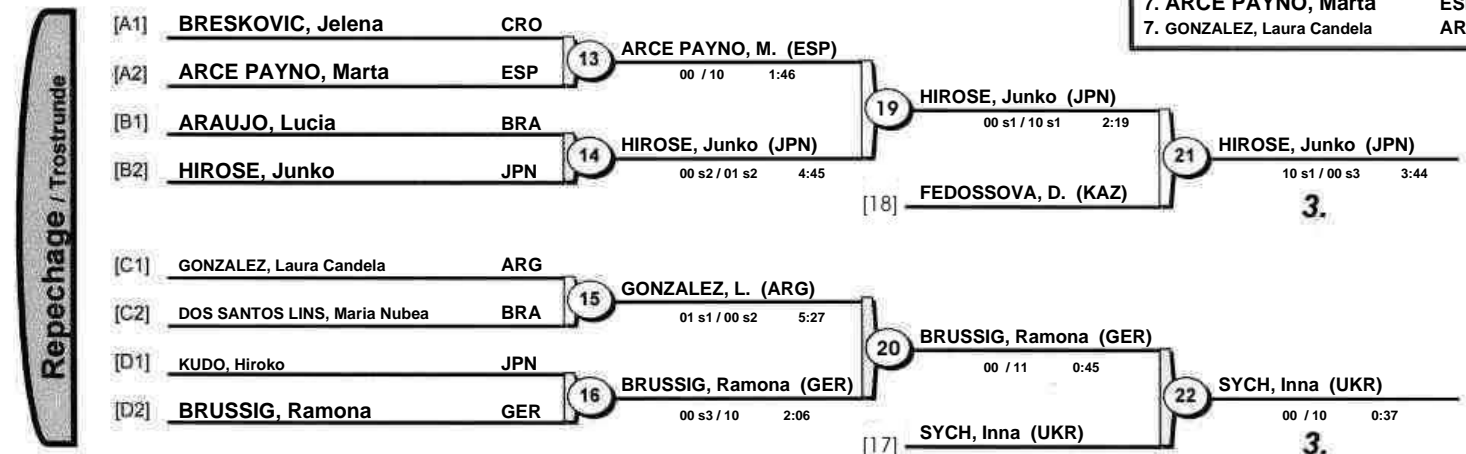 7. ARCE PAYNO, Marta ES
7. GONZALEZ, Laura Candela AR
Repechage / Trostrunde
[A1] BRESKOVIC, Jelena CRO
13
ARCE PAYNO, M. (ESP)
00 / 10 1:46
[A2] ARCE PAYNO, Marta ESP
19
HIROSE, Junko (JPN)
00 s1 / 10 s1 2:19
[B1] ARAUJO, Lucia BRA
14
HIROSE, Junko (JPN)
00 s2 / 01 s2 4:45
[B2] HIROSE, Junko JPN
21
HIROSE, Junko (JPN)
10 s1 / 00 s3 3:44
3.
[18] FEDOSSOVA, D. (KAZ)
[C1] GONZALEZ, Laura Candela ARG
15
GONZALEZ, L. (ARG)
01 s1 / 00 s2 5:27
[C2] DOS SANTOS LINS, Maria Nubea BRA
20
BRUSSIG, Ramona (GER)
00 / 11 0:45
[D1] KUDO, Hiroko JPN
16
BRUSSIG, Ramona (GER)
00 s3 / 10 2:06
[D2] BRUSSIG, Ramona GER
22
SYCH, Inna (UKR)
00 / 10 0:37
3.
[17] SYCH, Inna (UKR)